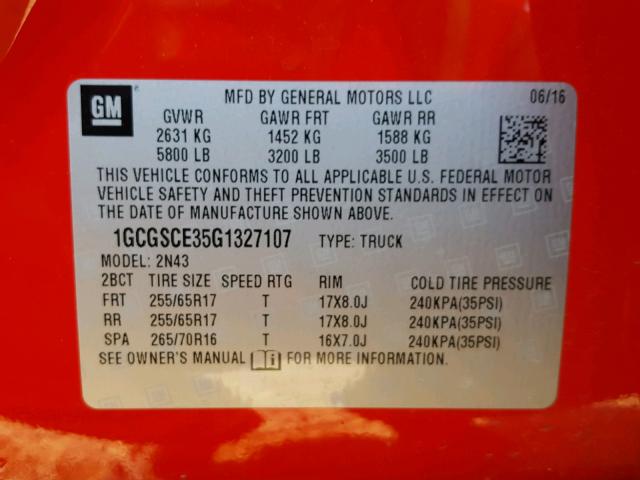 GM
MFD BY GENERAL MOTORS LLC 06/16
GVWR GAWR FRT GAWR RR
2631 KG 1452 KG 1588 KG
5800 LB 3200 LB 3500 LB
THIS VEHICLE CONFORMS TO ALL APPLICABLE U.S. FEDERAL MOTOR
VEHICLE SAFETY AND THEFT PREVENTION STANDARDS IN EFFECT ON
THE DATE OF MANUFACTURE SHOWN ABOVE.
1GCGSCE35G1327107 TYPE: TRUCK
MODEL: 2N43
2BCT TIRE SIZE SPEED RTG RIM COLD TIRE PRESSURE
FRT 255/65R17 T 17X8.0J 240KPA(35PSI)
RR 255/65R17 T 17X8.0J 240KPA(35PSI)
SPA 265/70R16 T 16X7.0J 240KPA(35PSI)
SEE OWNER'S MANUAL FOR MORE INFORMATION.